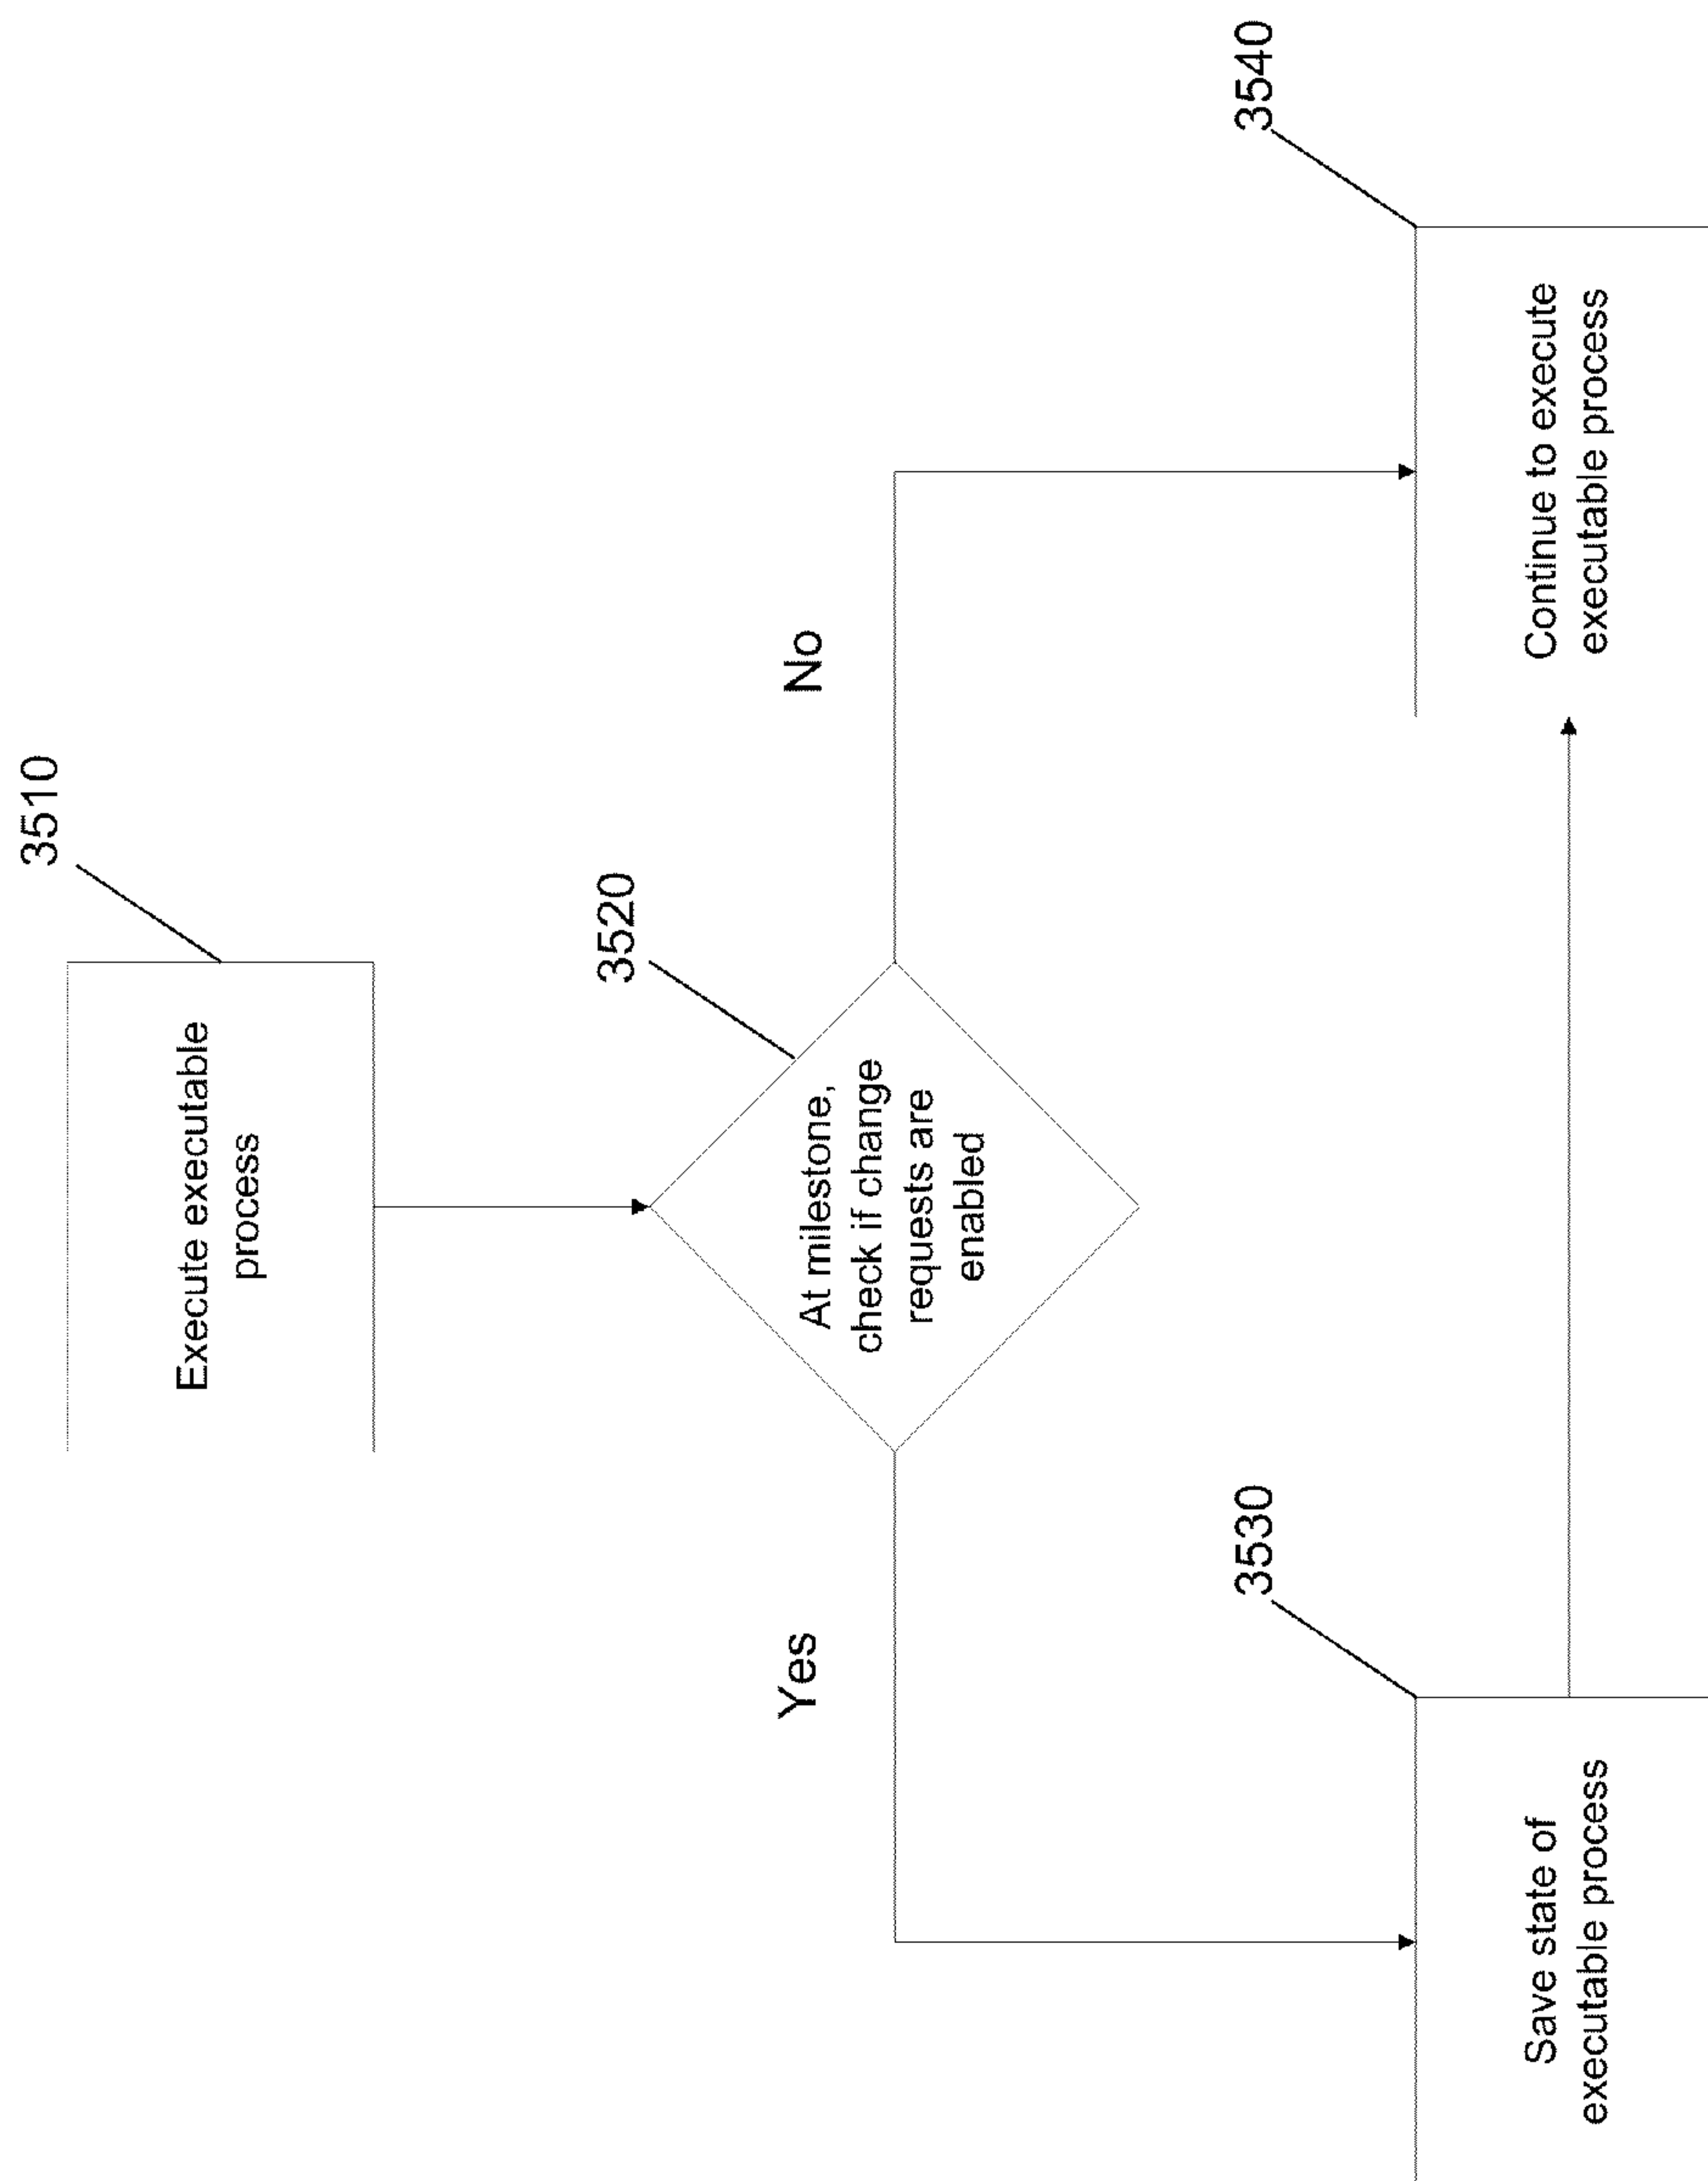 3510
Execute executable
process
3520
At milestone,
check if change
requests are
enabled
Yes
No
3530
Save state of
executable process
3540
Continue to execute
executable process